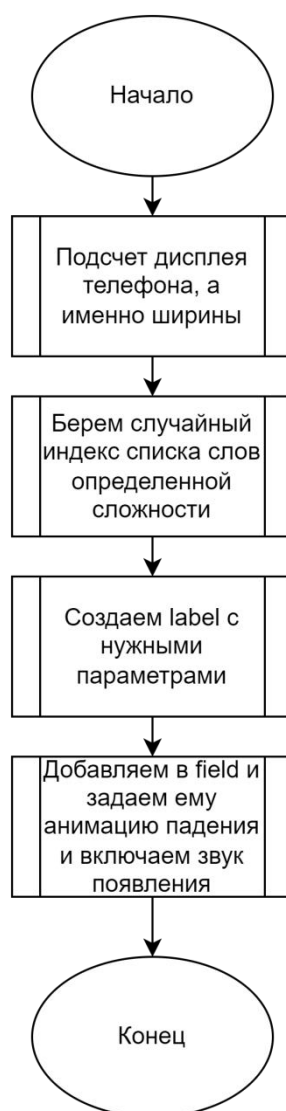 Начало
Подсчет дисплея
телефона, а
именно ширины
Берем случайный
индекс списка слов
определенной
сложности
Создаем label с
нужными
параметрами
Добавляем в field и
задаем ему
анимацию падения
и включаем звук
появления
Конец